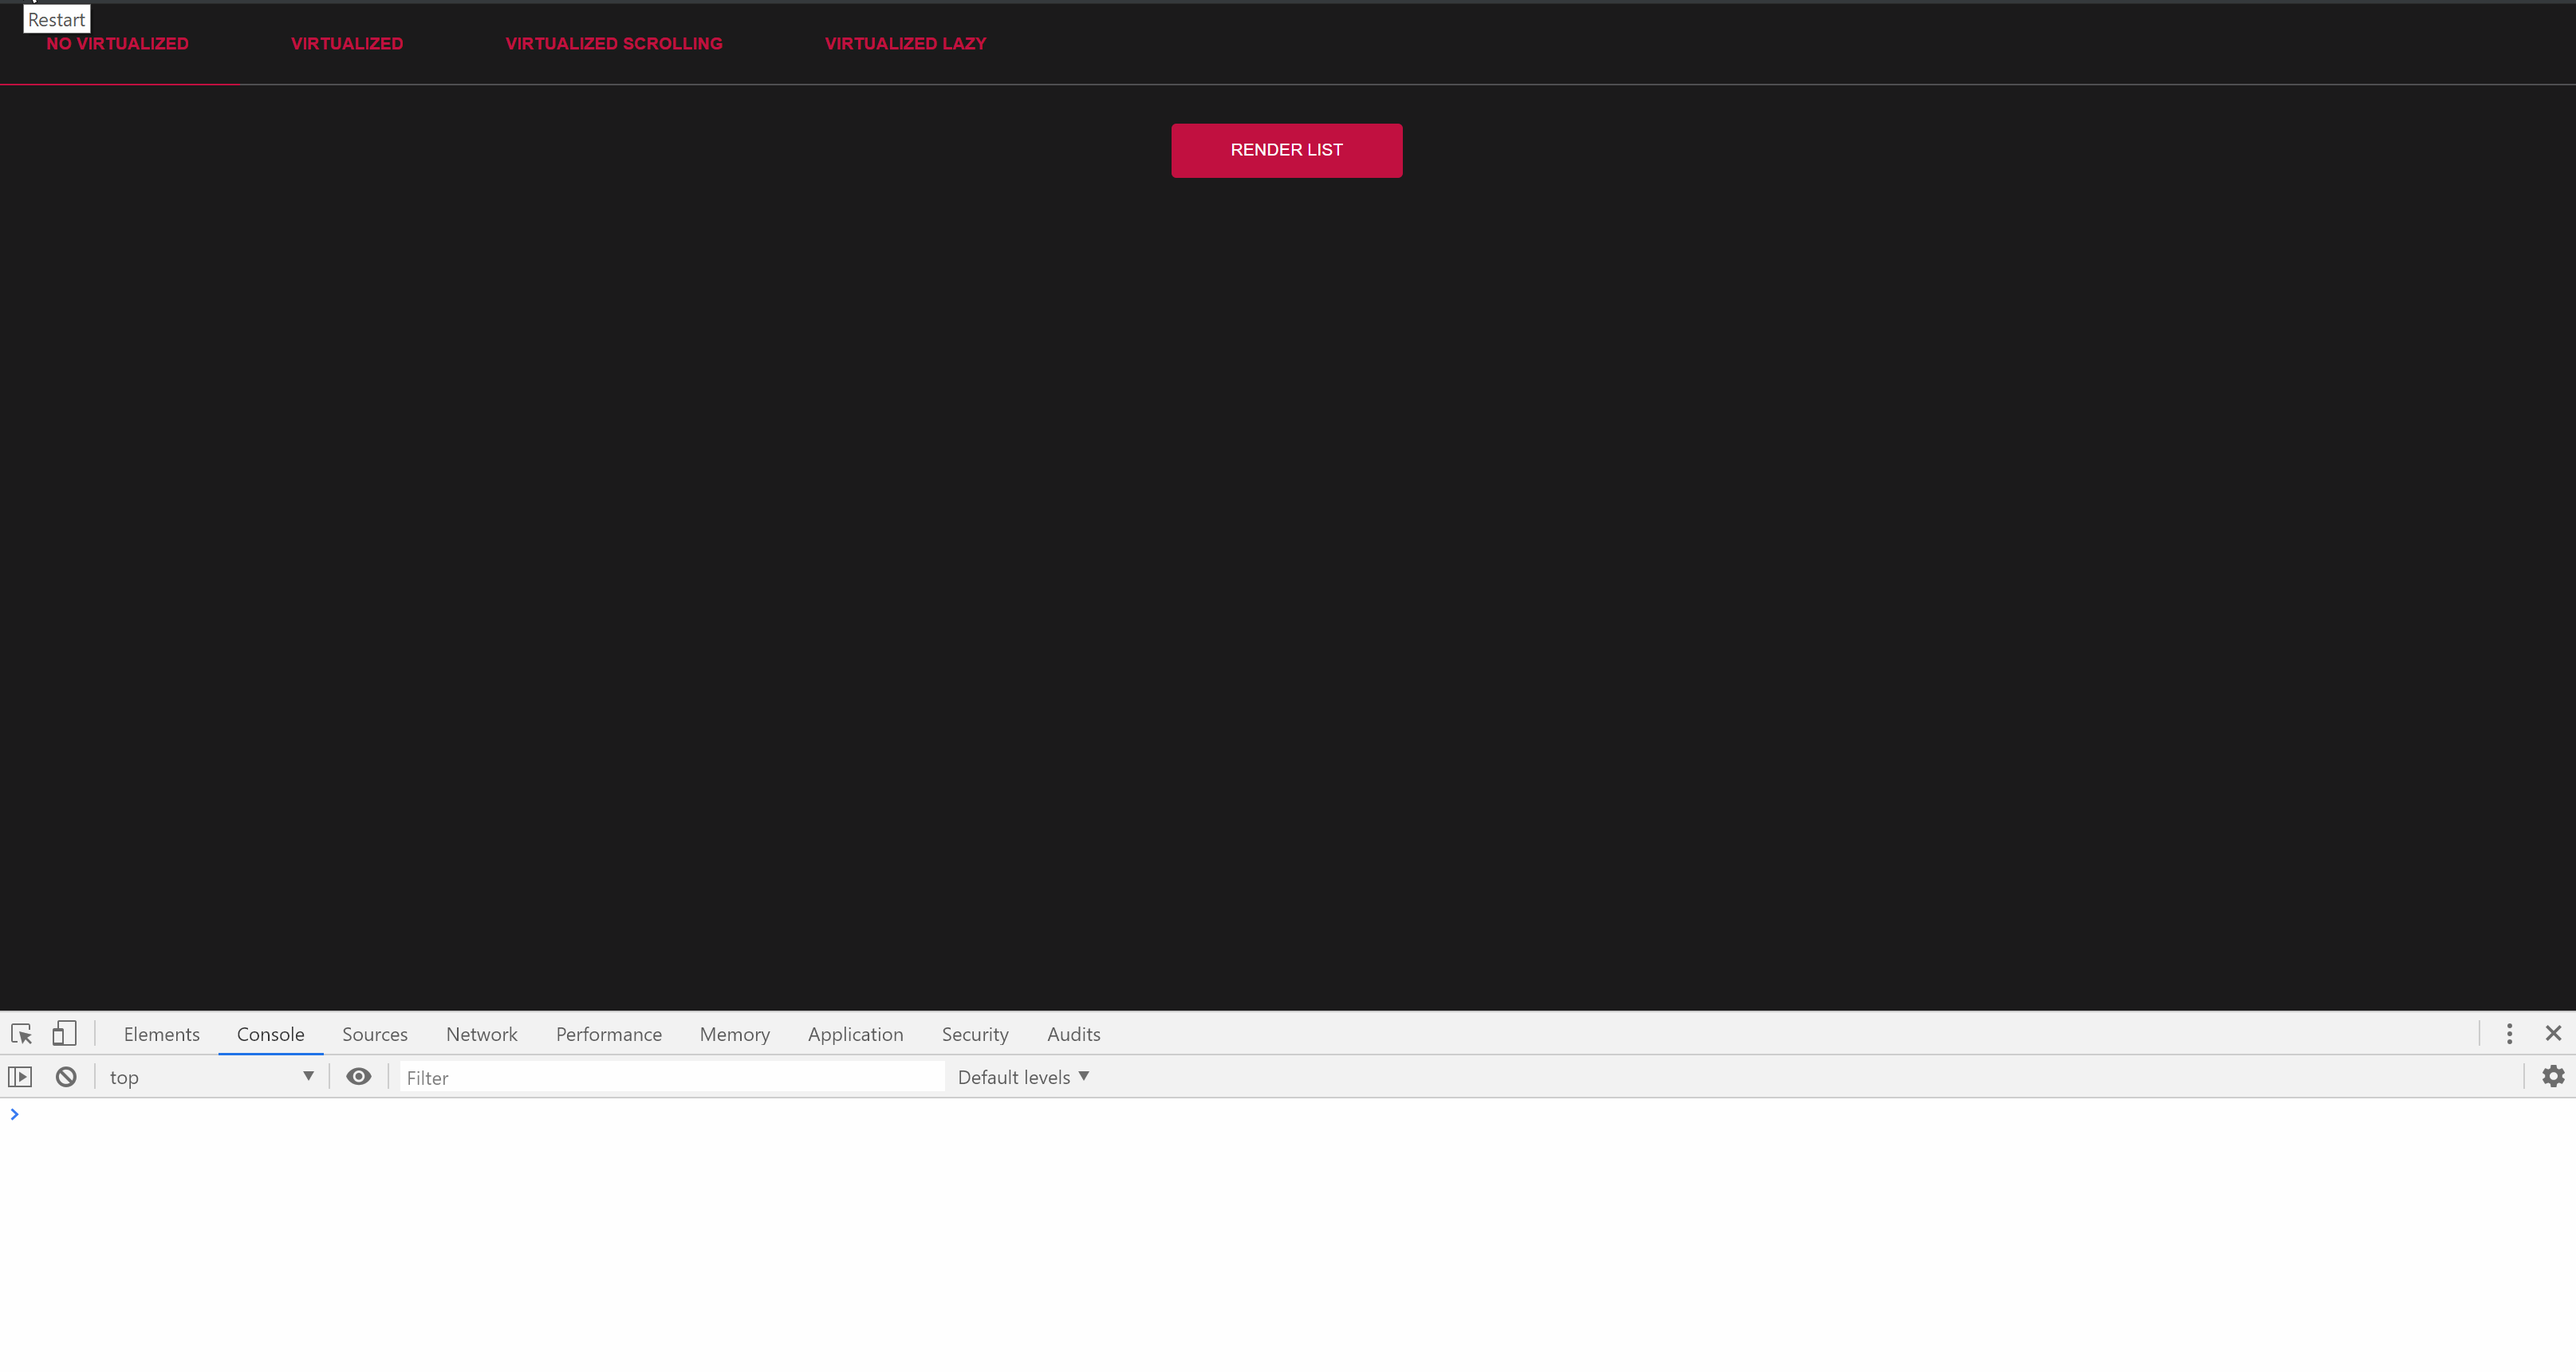 Restart
NO VIRTUALIZED VIRTUALIZED VIRTUALIZED SCROLLING VIRTUALIZED LAZY
RENDER LIST
Elements Console Sources Network Performance Memory Application Security Audits
top Filter Default levels